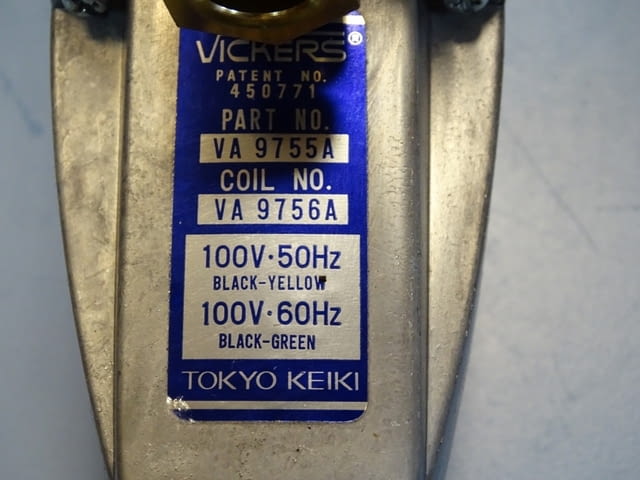 VICKERS®
PATENT NO.
450771
PART NO.
VA 9755A
COIL NO.
VA 9756A
100V·50Hz
BLACK-YELLOW
100V·60Hz
BLACK-GREEN
TOKYO KEIKI